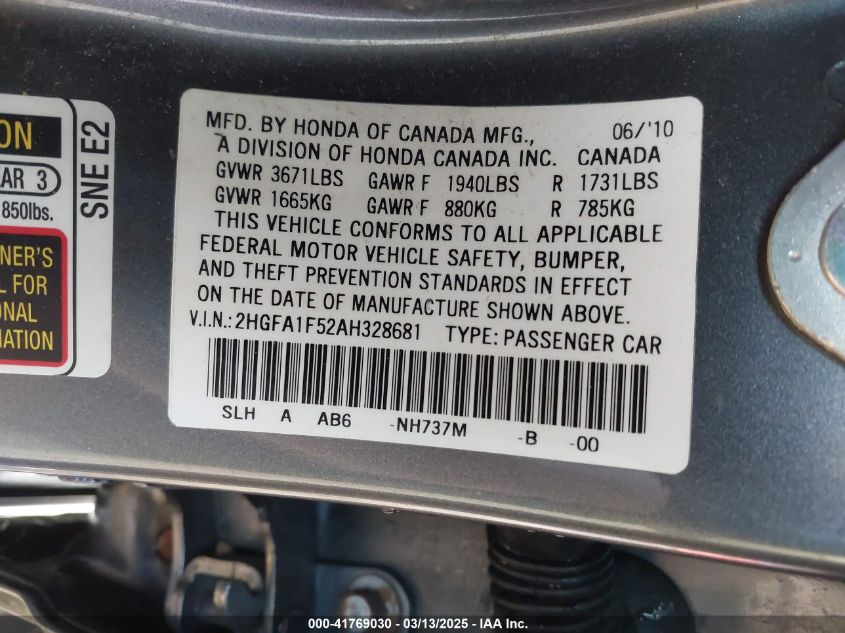 ON
AR 3
850lbs.
NER'S
L FOR
ONAL
MATION
SNE E2
MFD. BY HONDA OF CANADA MFG., 06/'10
A DIVISION OF HONDA CANADA INC. CANADA
GVWR 3671LBS GAWR F 1940LBS R 1731LBS
GVWR 1665KG GAWR F 880KG R 785KG
THIS VEHICLE CONFORMS TO ALL APPLICABLE
FEDERAL MOTOR VEHICLE SAFETY, BUMPER,
AND THEFT PREVENTION STANDARDS IN EFFECT
ON THE DATE OF MANUFACTURE SHOWN ABOVE.
V.I.N.: 2HGFA1F52AH328681 TYPE: PASSENGER CAR
SLH A AB6 -NH737M -B -00
000-41769030 - 03/13/2025 - IAA Inc.